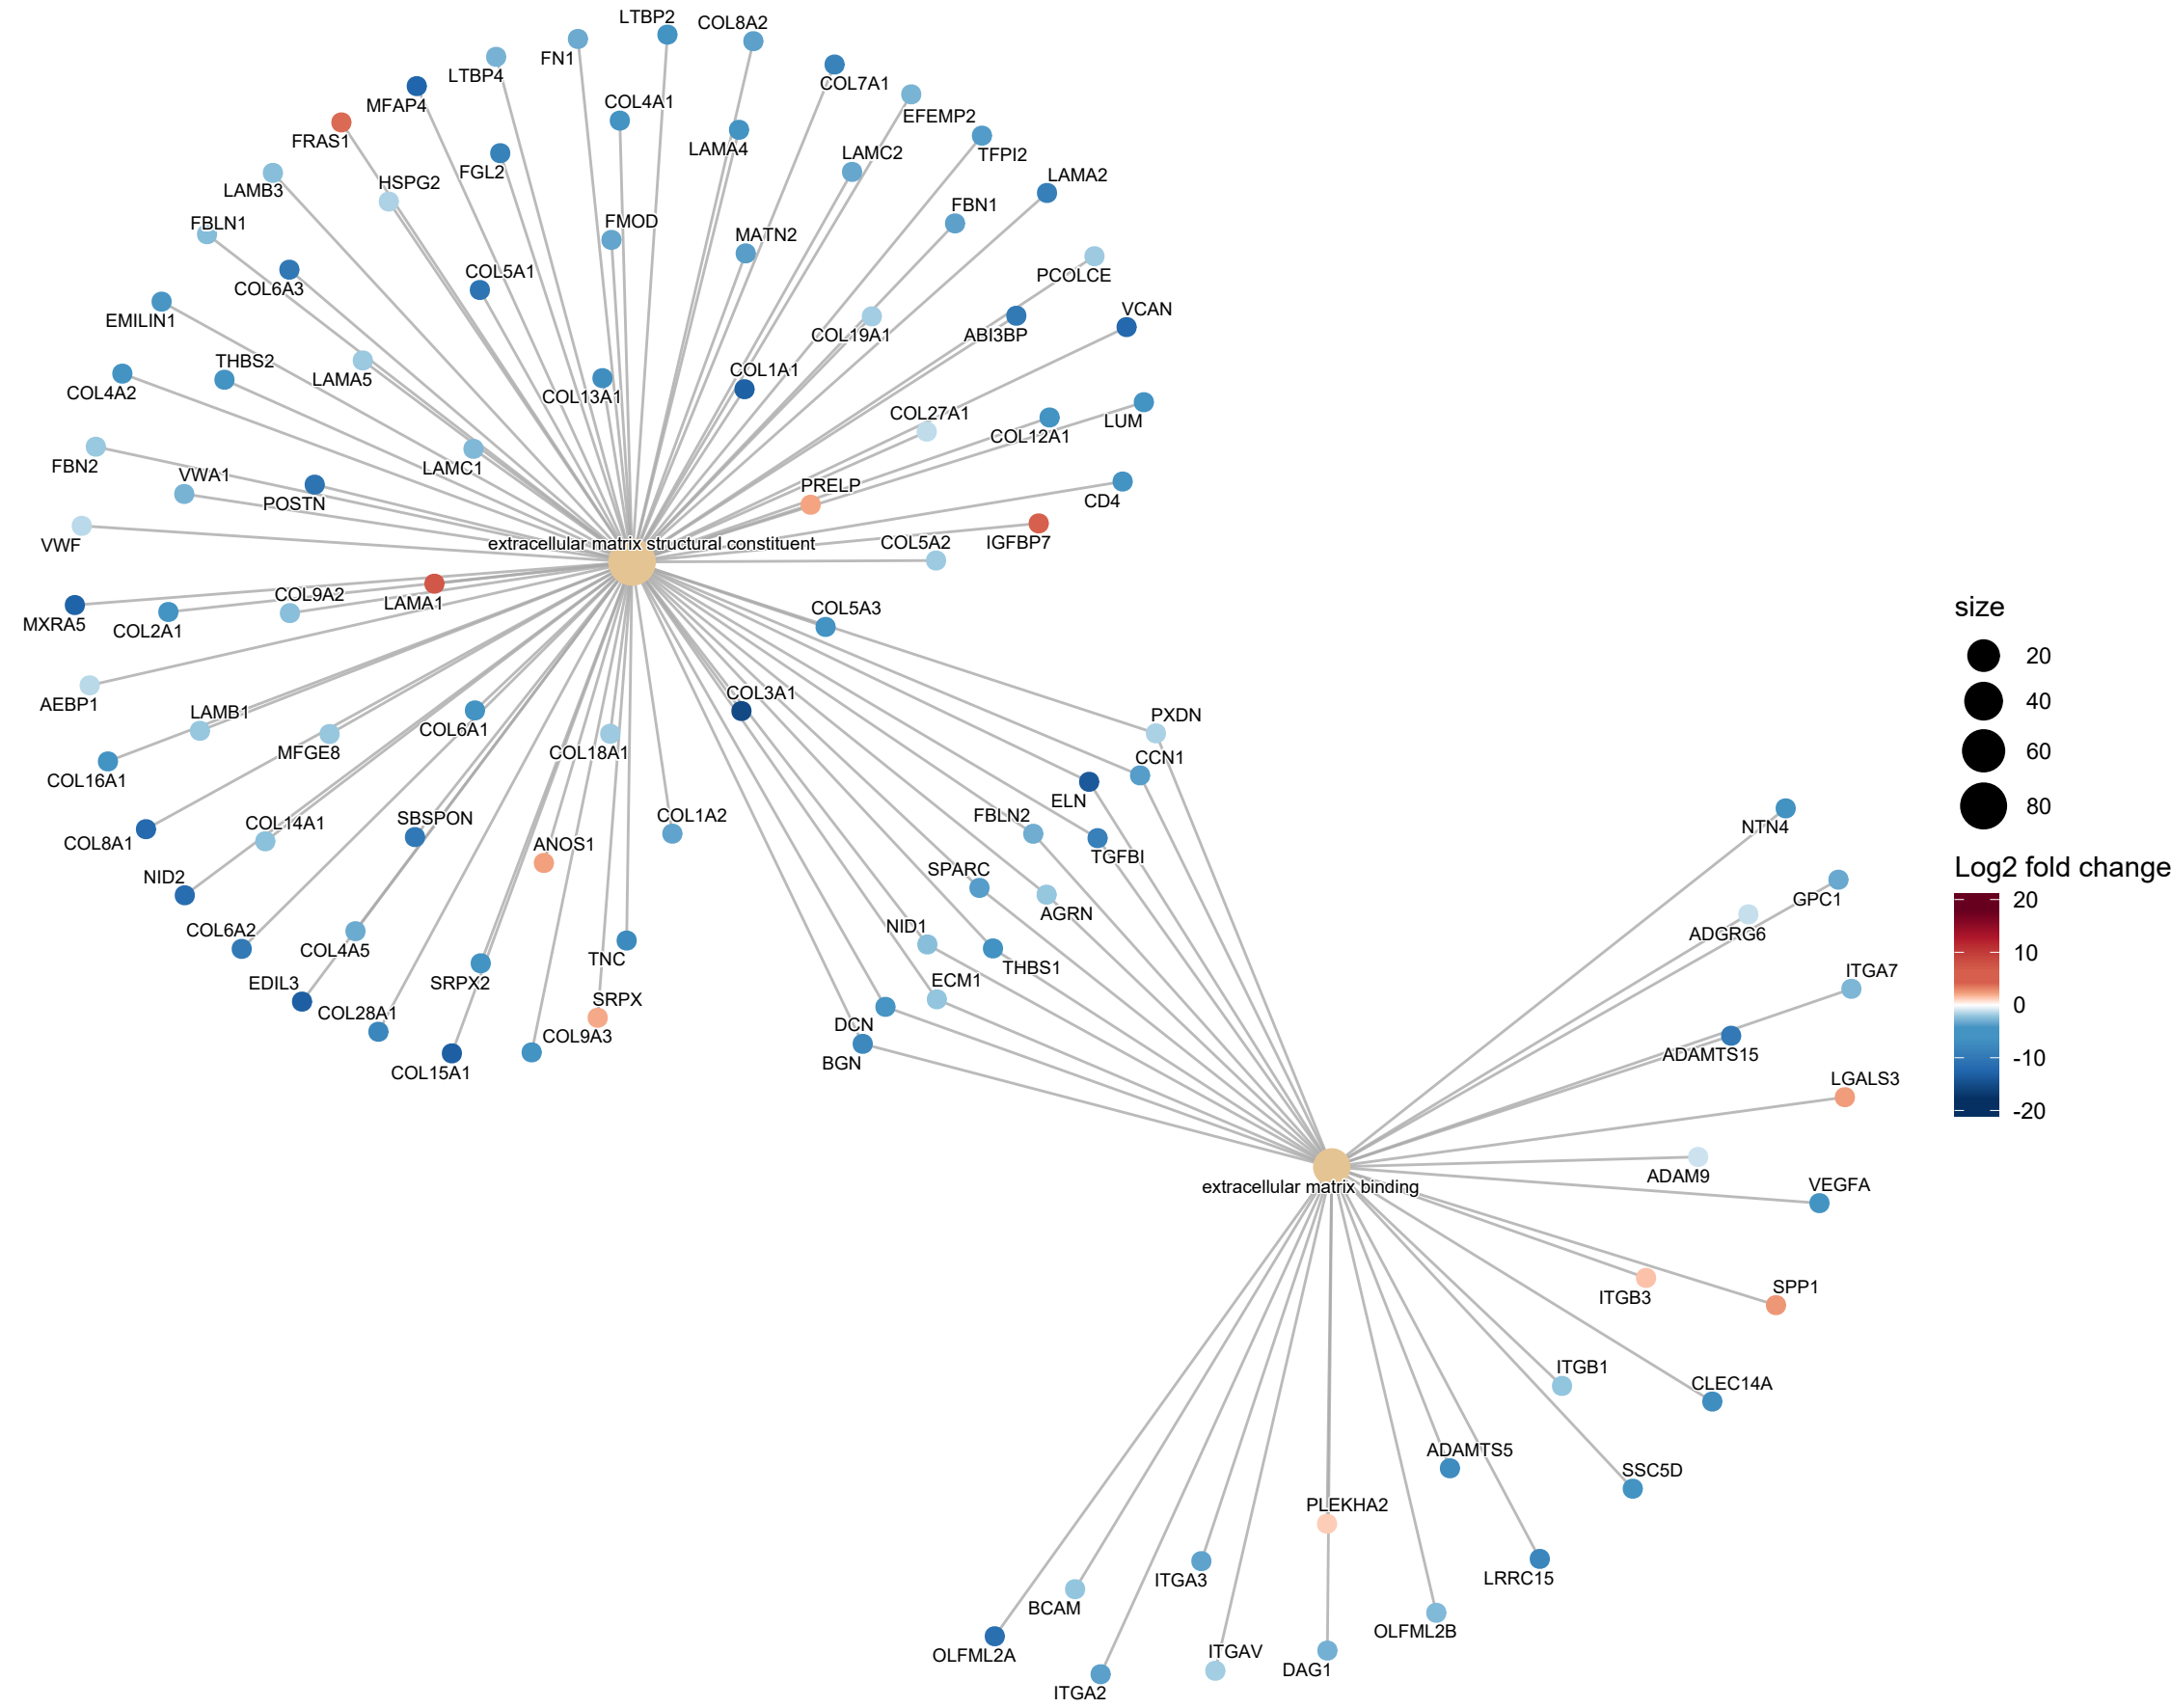 LTBP2
COL8A2
FN1
LTBP4
COL7A1
MFAP4
COL4A1
EFEMP2
FRAS1
LAMA4
LAMC2
TFPI2
FGL2
LAMA2
HSPG2
LAMB3
FBN1
FBLN1
FMOD
MATN2
COL5A1
PCOLCE
COL6A3
VCAN
EMILIN1
COL19A1
ABI3BP
THBS2
COL1A1
LAMA5
COL4A2
COL13A1
COL27A1
LUM
COL12A1
FBN2
LAMC1
VWA1
PRELP
POSTN
CD4
VWF
extracellular matrix structural constituent
COL5A2
IGFBP7
COL9A2
LAMA1
COL5A3
MXRA5
COL2A1
COL3A1
AEBP1
LAMB1
PXDN
COL6A1
MFGE8
COL18A1
CCN1
COL16A1
ELN
COL1A2
FBLN2
SBSPON
COL14A1
COL8A1
ANOS1
TGFBI
NTN4
SPARC
NID2
GPC1
AGRN
NID1
ADGRG6
COL6A2
COL4A5
TNC
THBS1
ITGA7
EDIL3
SRPX2
ECM1
SRPX
COL28A1
DCN
COL9A3
ADAMTS15
BGN
COL15A1
LGALS3
ADAM9
VEGFA
extracellular matrix binding
SPP1
ITGB3
ITGB1
CLEC14A
ADAMTS5
SSC5D
PLEKHA2
LRRC15
ITGA3
BCAM
OLFML2B
ITGAV
OLFML2A
DAG1
ITGA2
size
20
40
60
80
Log2 fold change
20
10
0
-10
-20